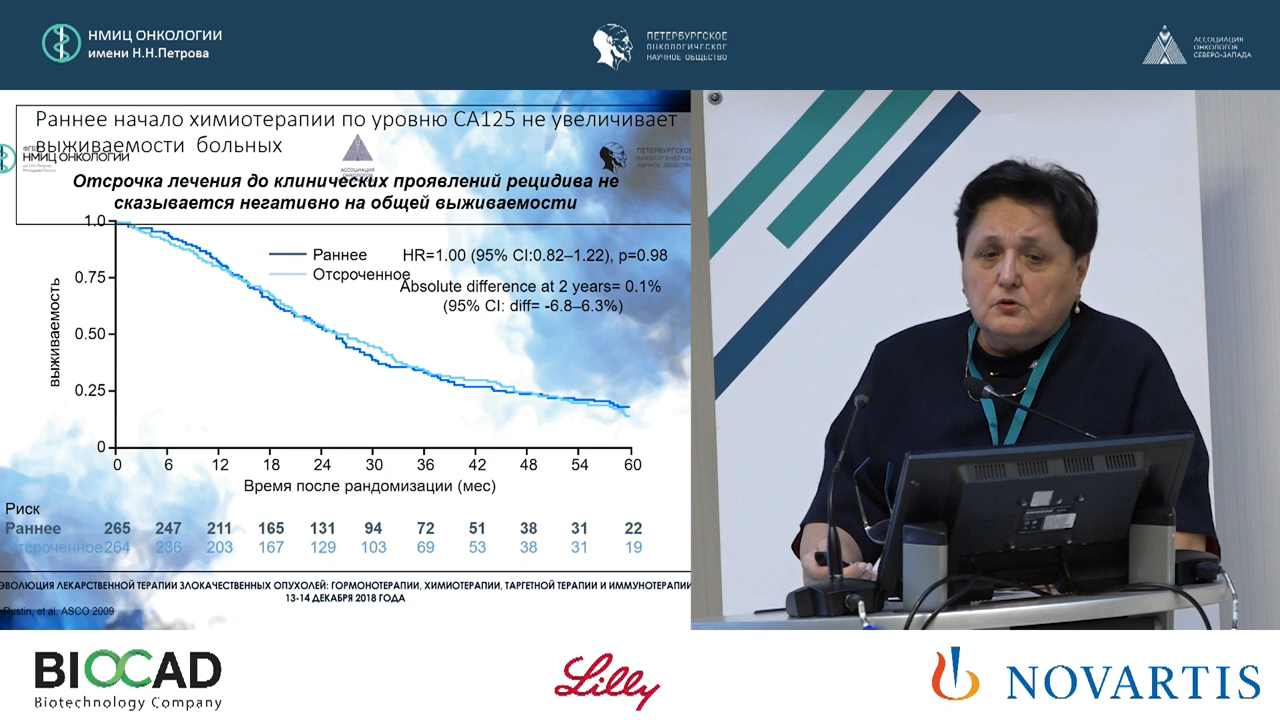 НМИЦ ОНКОЛОГИИ
имени Н.Н.Петрова
ПЕТЕРБУРГСКОЕ
ОНКОЛОГИЧЕСКОЕ
НАУЧНОЕ ОБЩЕСТВО
АССОЦИАЦИЯ
ОНКОЛОГОВ
СЕВЕРО-ЗАПАДА
Раннее начало химиотерапии по уровню СА125 не увеличивает
выживаемости больных
НМИЦ ОНКОЛОГИИ
АССОЦИАЦИЯ
ОНКОЛОГОВ
ПЕТЕРБУРГСКОЕ
ОНКОЛОГИЧЕСКОЕ
НАУЧНОЕ ОБЩЕСТВО
Отсрочка лечения до клинических проявлений рецидива не
сказывается негативно на общей выживаемости
1.0
0.75
0.50
0.25
0
выживаемость
Раннее
Отсроченное
HR=1.00 (95% CI:0.82–1.22), p=0.98
Absolute difference at 2 years= 0.1%
(95% CI: diff= -6.8–6.3%)
0 6 12 18 24 30 36 42 48 54 60
Время после рандомизации (мес)
Риск
Раннее 265 247 211 165 131 94 72 51 38 31 22
Отсроченное 264 236 203 167 129 103 69 53 38 31 19
ЭВОЛЮЦИЯ ЛЕКАРСТВЕННОЙ ТЕРАПИИ ЗЛОКАЧЕСТВЕННЫХ ОПУХОЛЕЙ: ГОРМОНОТЕРАПИИ, ХИМИОТЕРАПИИ, ТАРГЕТНОЙ ТЕРАПИИ И ИММУНОТЕРАПИИ
13-14 ДЕКАБРЯ 2018 ГОДА
Rustin, et al. ASCO 2009
BIOCAD
Biotechnology Company
Lilly
NOVARTIS